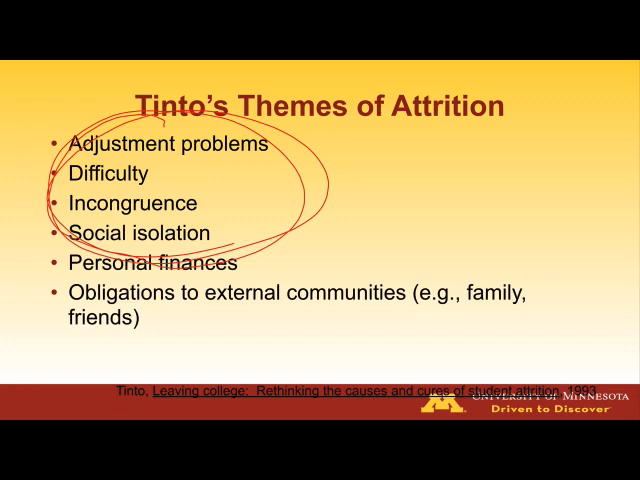 Tinto’s Themes of Attrition
• Adjustment problems
• Difficulty
• Incongruence
• Social isolation
• Personal finances
• Obligations to external communities (e.g., family,
friends)
Tinto, Leaving college: Rethinking the causes and cures of student attrition, 1993
UNIVERSITY OF MINNESOTA
Driven to Discover